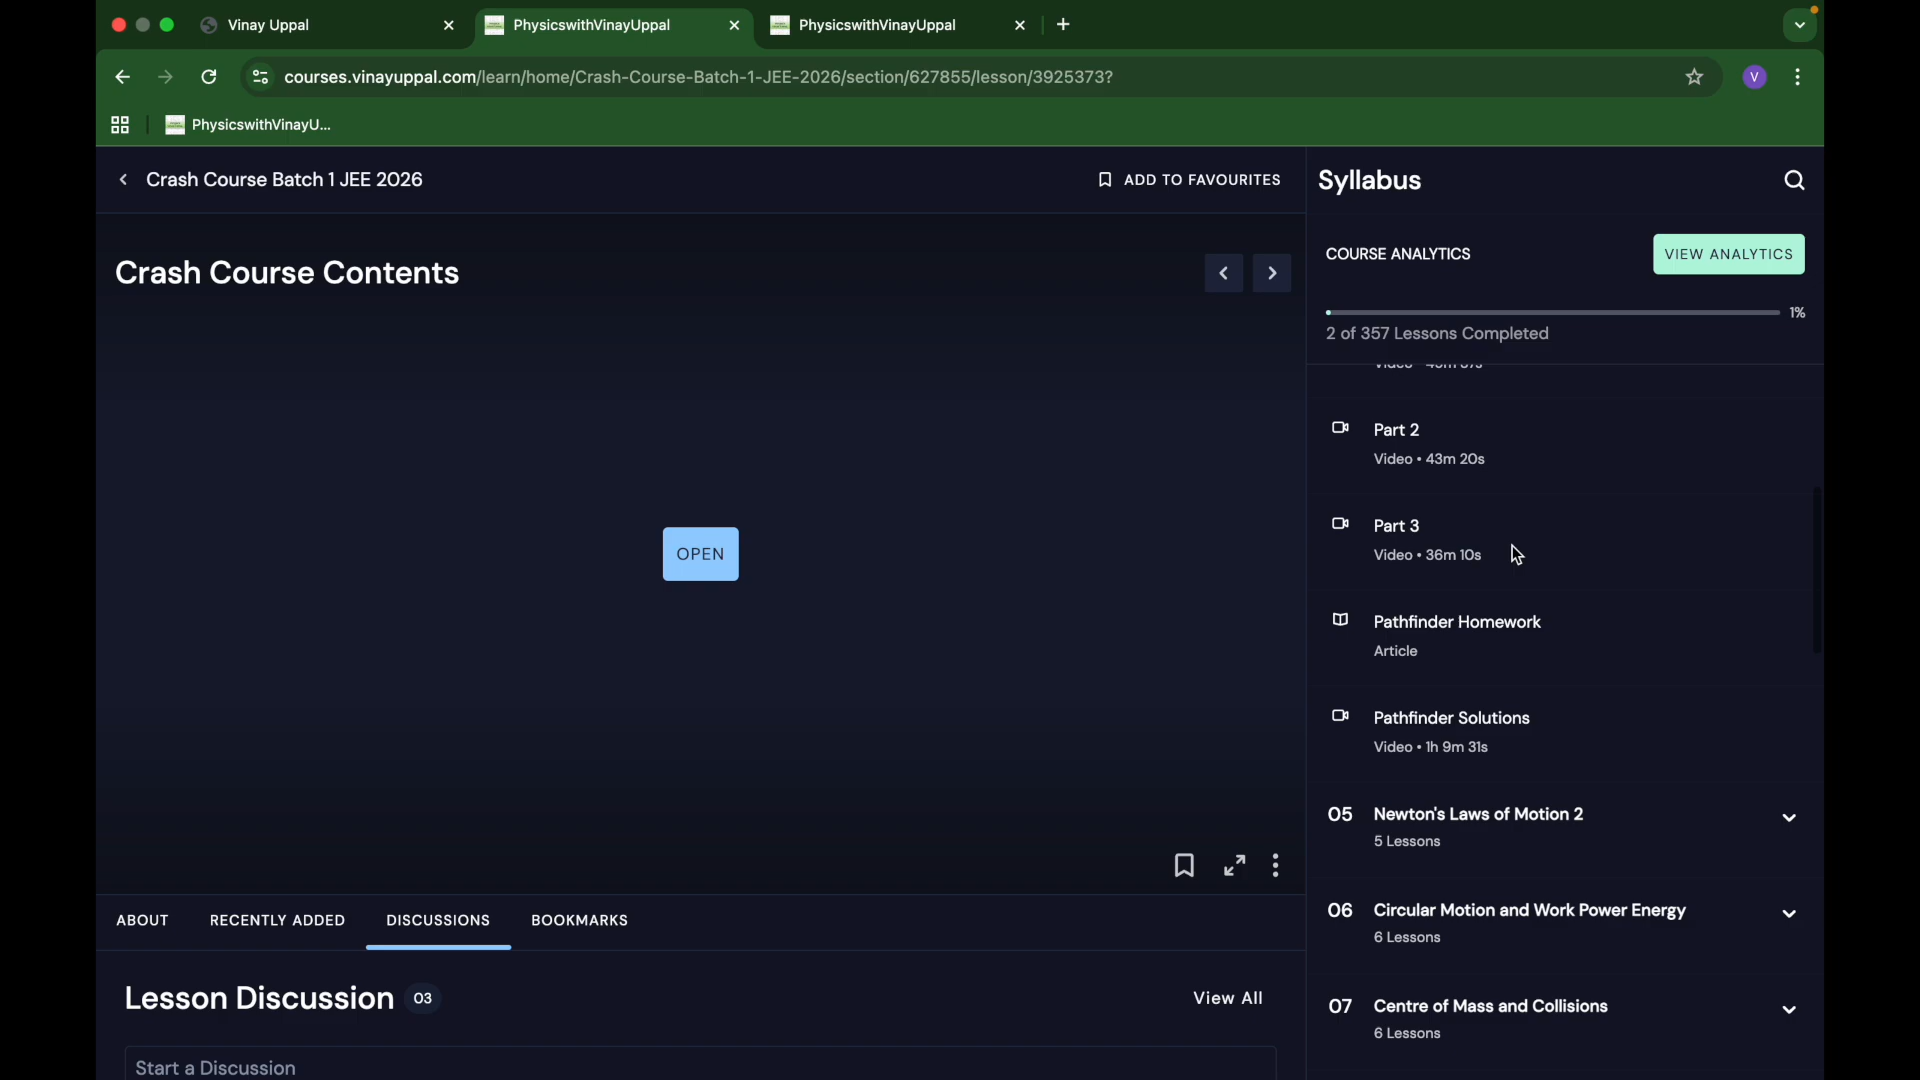 Vinay Uppal
PhysicswithVinayUppal
PhysicswithVinayUppal
courses.vinayuppal.com/learn/home/Crash-Course-Batch-1-JEE-2026/section/627855/lesson/3925373?
V
PhysicswithVinayU...
Crash Course Batch 1 JEE 2026
ADD TO FAVOURITES
Crash Course Contents
OPEN
ABOUT
RECENTLY ADDED
DISCUSSIONS
BOOKMARKS
Lesson Discussion 03
View All
Start a Discussion
Syllabus
COURSE ANALYTICS
VIEW ANALYTICS
1%
2 of 357 Lessons Completed
Part 2
Video • 43m 20s
Part 3
Video • 36m 10s
Pathfinder Homework
Article
Pathfinder Solutions
Video • 1h 9m 31s
05 Newton's Laws of Motion 2
5 Lessons
06 Circular Motion and Work Power Energy
6 Lessons
07 Centre of Mass and Collisions
6 Lessons